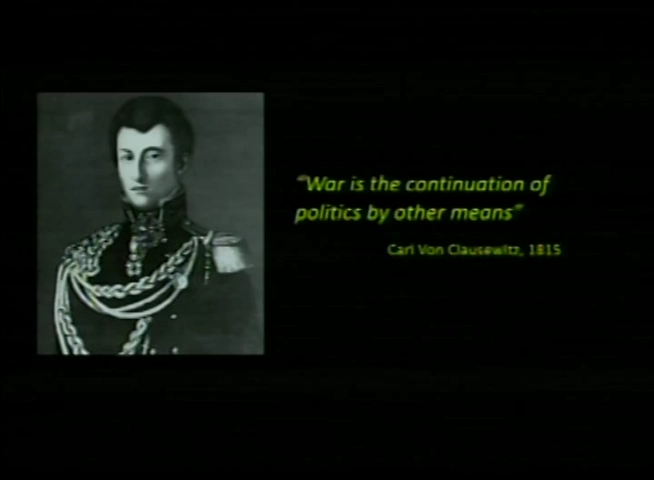 “War is the continuation of
politics by other means”
Carl Von Clausewitz, 1815